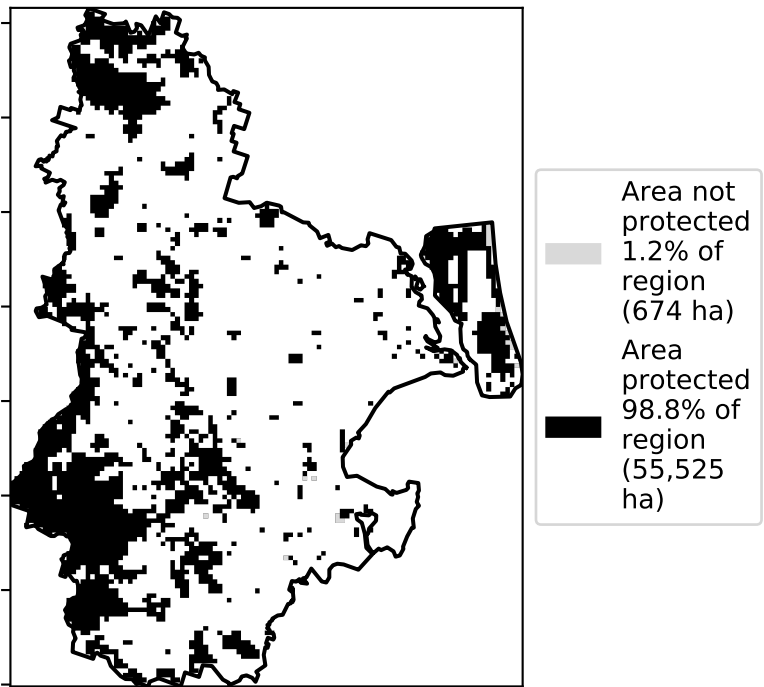 Area not
protected
1.2% of
region
(674 ha)
Area
protected
98.8% of
region
(55,525
ha)